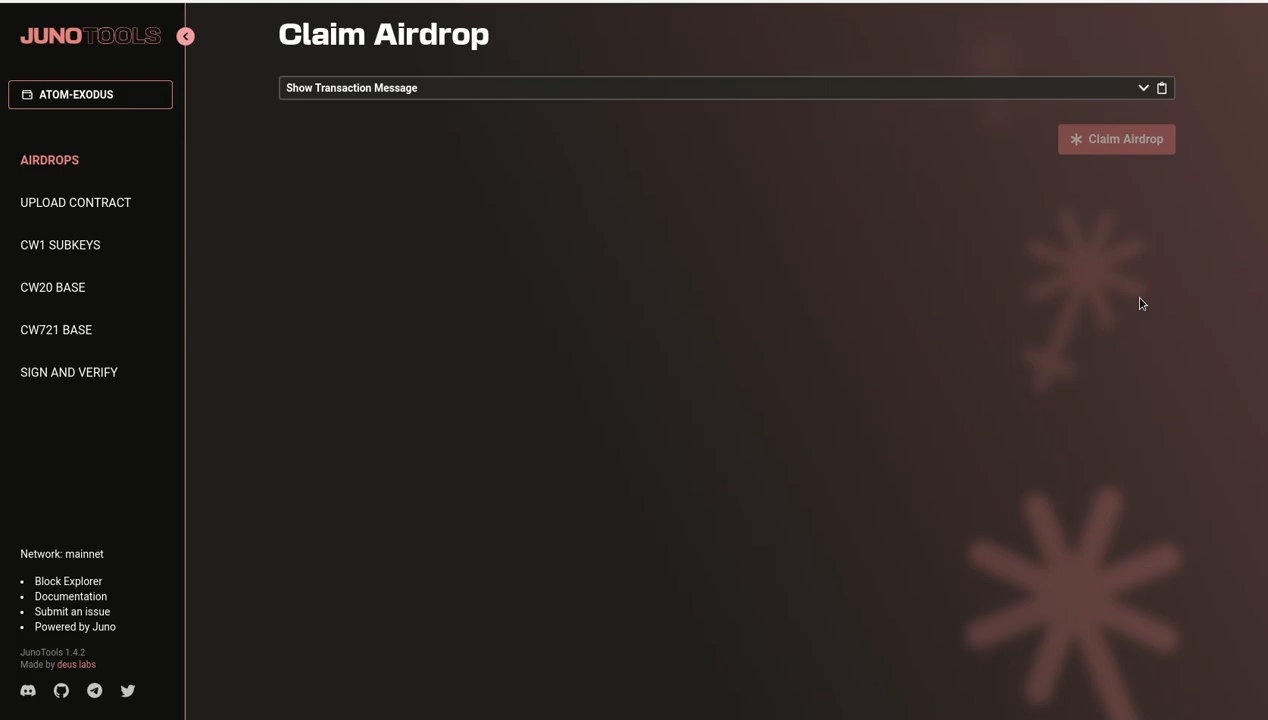 JUNOTOOLS
ATOM-EXODUS
AIRDROPS
UPLOAD CONTRACT
CW1 SUBKEYS
CW20 BASE
CW721 BASE
SIGN AND VERIFY
Network: mainnet
Block Explorer
Documentation
Submit an issue
Powered by Juno
JunoTools 1.4.2
Made by deus labs
Claim Airdrop
Show Transaction Message
Claim Airdrop